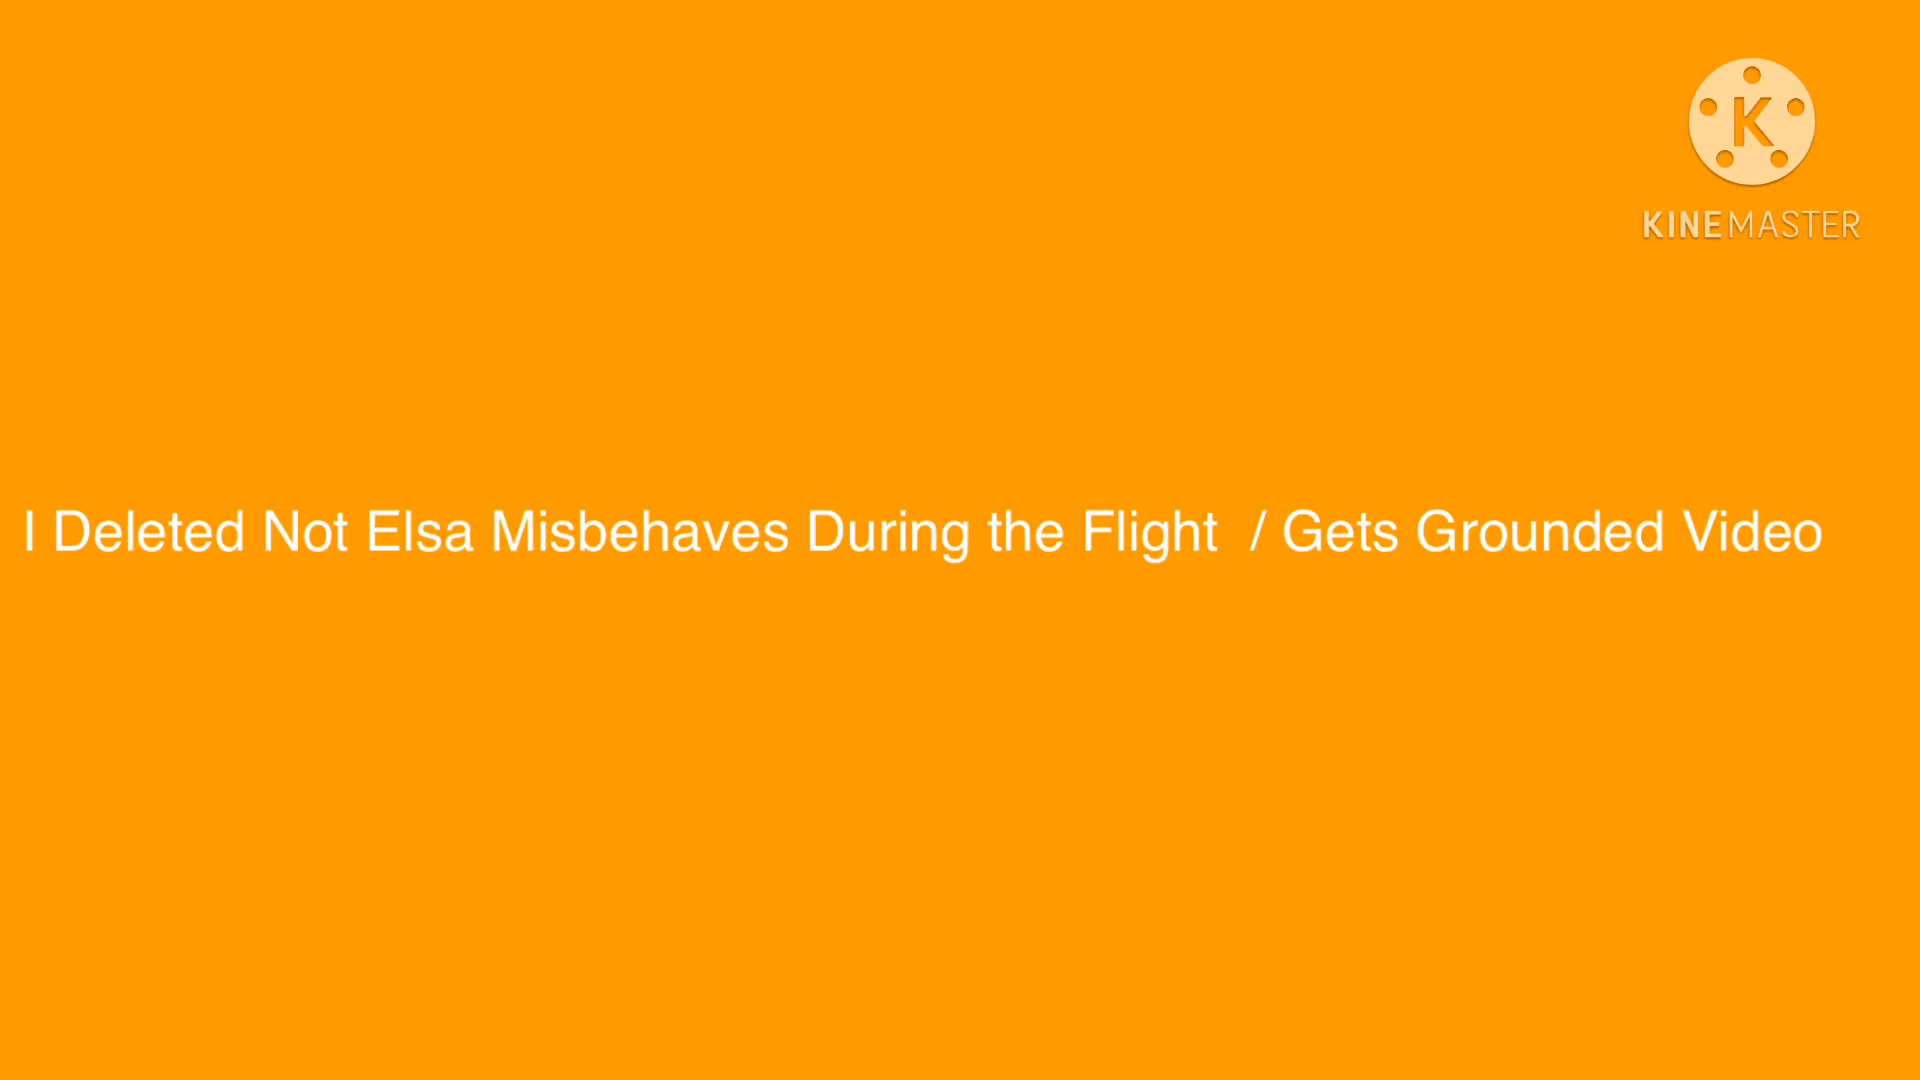 K
KINEMASTER
I Deleted Not Elsa Misbehaves During the Flight  / Gets Grounded Video